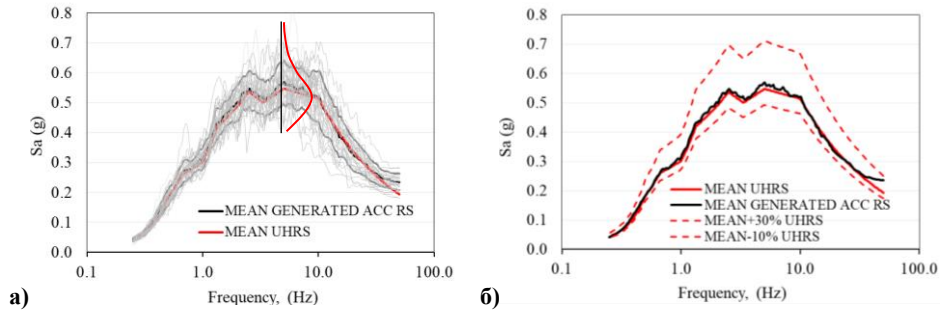 а)
Sa (g)
0.8
0.7
0.6
0.5
0.4
0.3
0.2
0.1
0.0
MEAN GENERATED ACC RS
MEAN UHRS
0.1 1.0 10.0 100.0
Frequency, (Hz)
б)
Sa (g)
0.8
0.7
0.6
0.5
0.4
0.3
0.2
0.1
0.0
MEAN UHRS
MEAN GENERATED ACC RS
MEAN+30% UHRS
MEAN-10% UHRS
0.1 1.0 10.0 100.0
Frequency, (Hz)